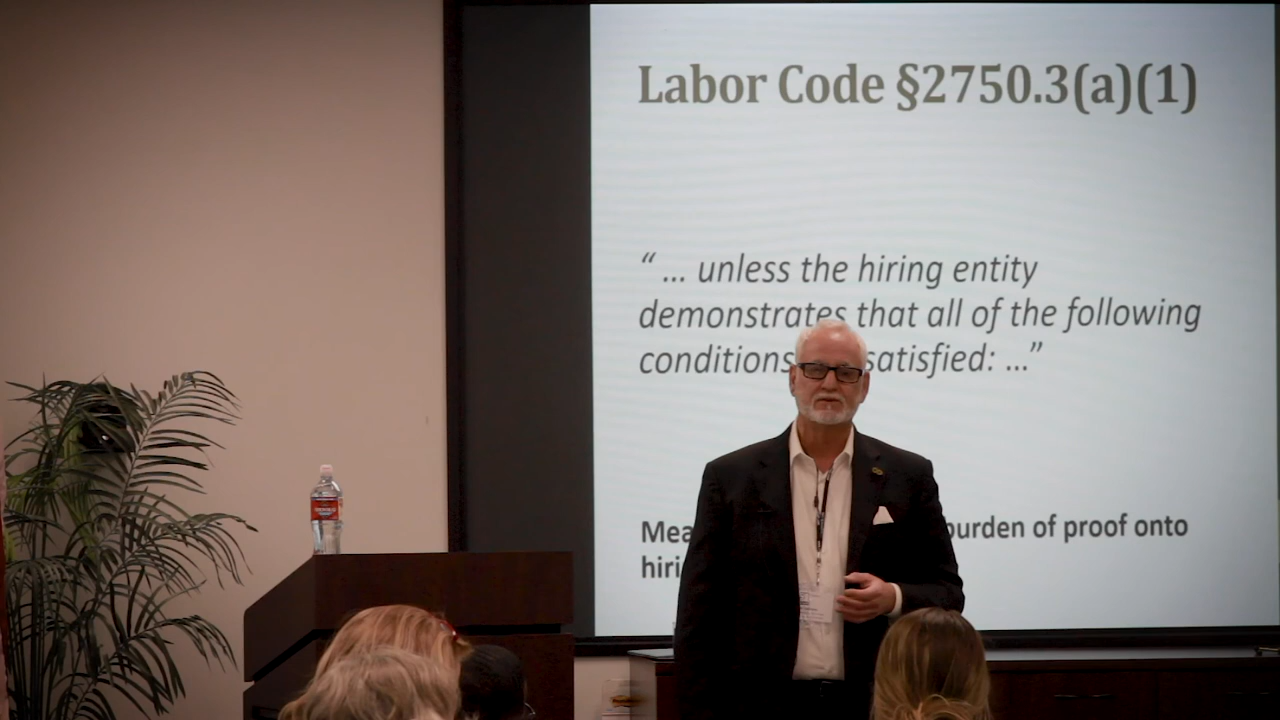 Labor Code §2750.3(a)(1)
“ ... unless the hiring entity
demonstrates that all of the following
conditions satisfied: ...”
burden of proof onto